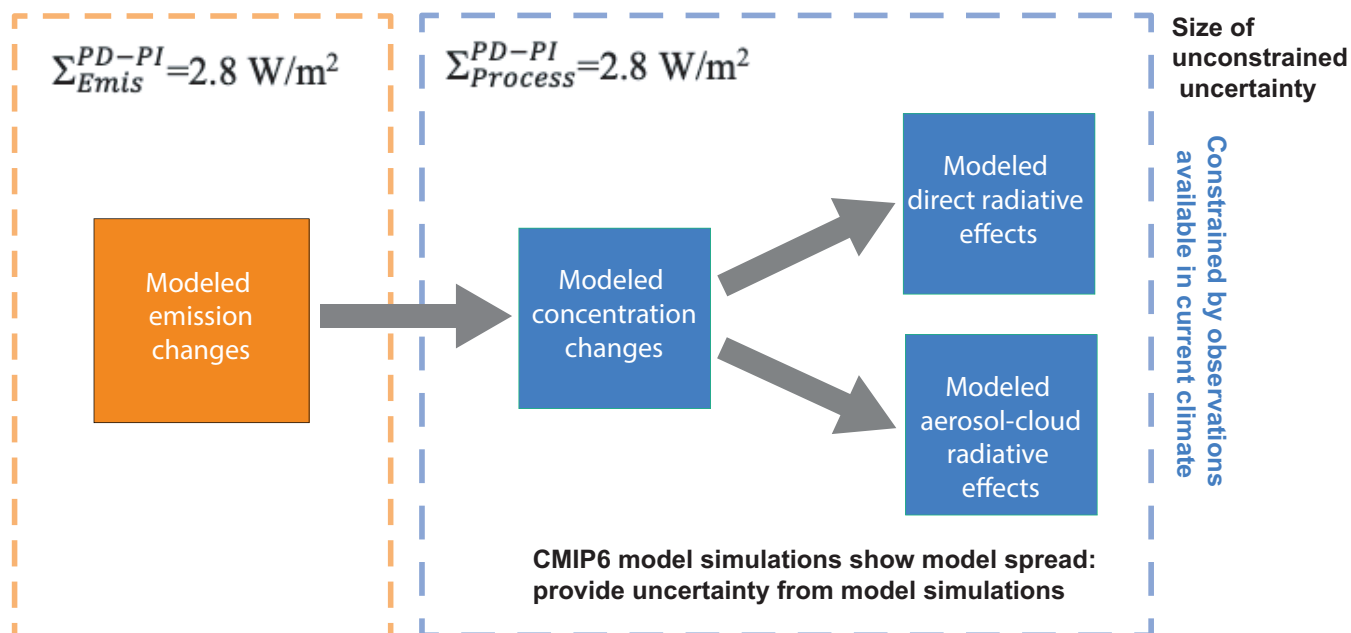 Σ_{Emis}^{PD−PI}=2.8 W/m²
Σ_{Process}^{PD−PI}=2.8 W/m²
Size of
unconstrained
uncertainty
Modeled
emission
changes
Modeled
concentration
changes
Modeled
direct radiative
effects
Modeled
aerosol-cloud
radiative
effects
Constrained by observations
available in current climate
CMIP6 model simulations show model spread:
provide uncertainty from model simulations